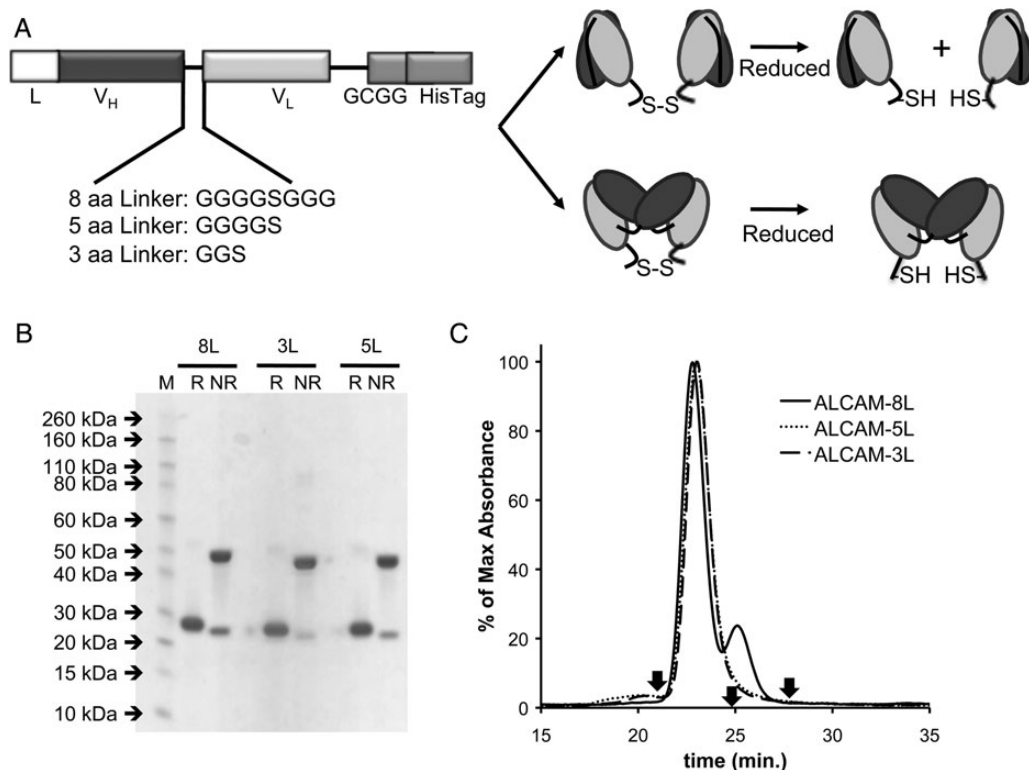 A
L
V_H
V_L
GCGG HisTag
8 aa Linker: GGGGSGGG
5 aa Linker: GGGGS
3 aa Linker: GGS
S-S
Reduced
+
-SH HS-
S-S
Reduced
-SH HS-
B
8L 3L 5L
M R NR R NR R NR
260 kDa
160 kDa
110 kDa
80 kDa
60 kDa
50 kDa
40 kDa
30 kDa
20 kDa
15 kDa
10 kDa
C
100
80
60
40
20
0
% of Max Absorbance
ALCAM-8L
ALCAM-5L
ALCAM-3L
15 20 25 30 35
time (min.)